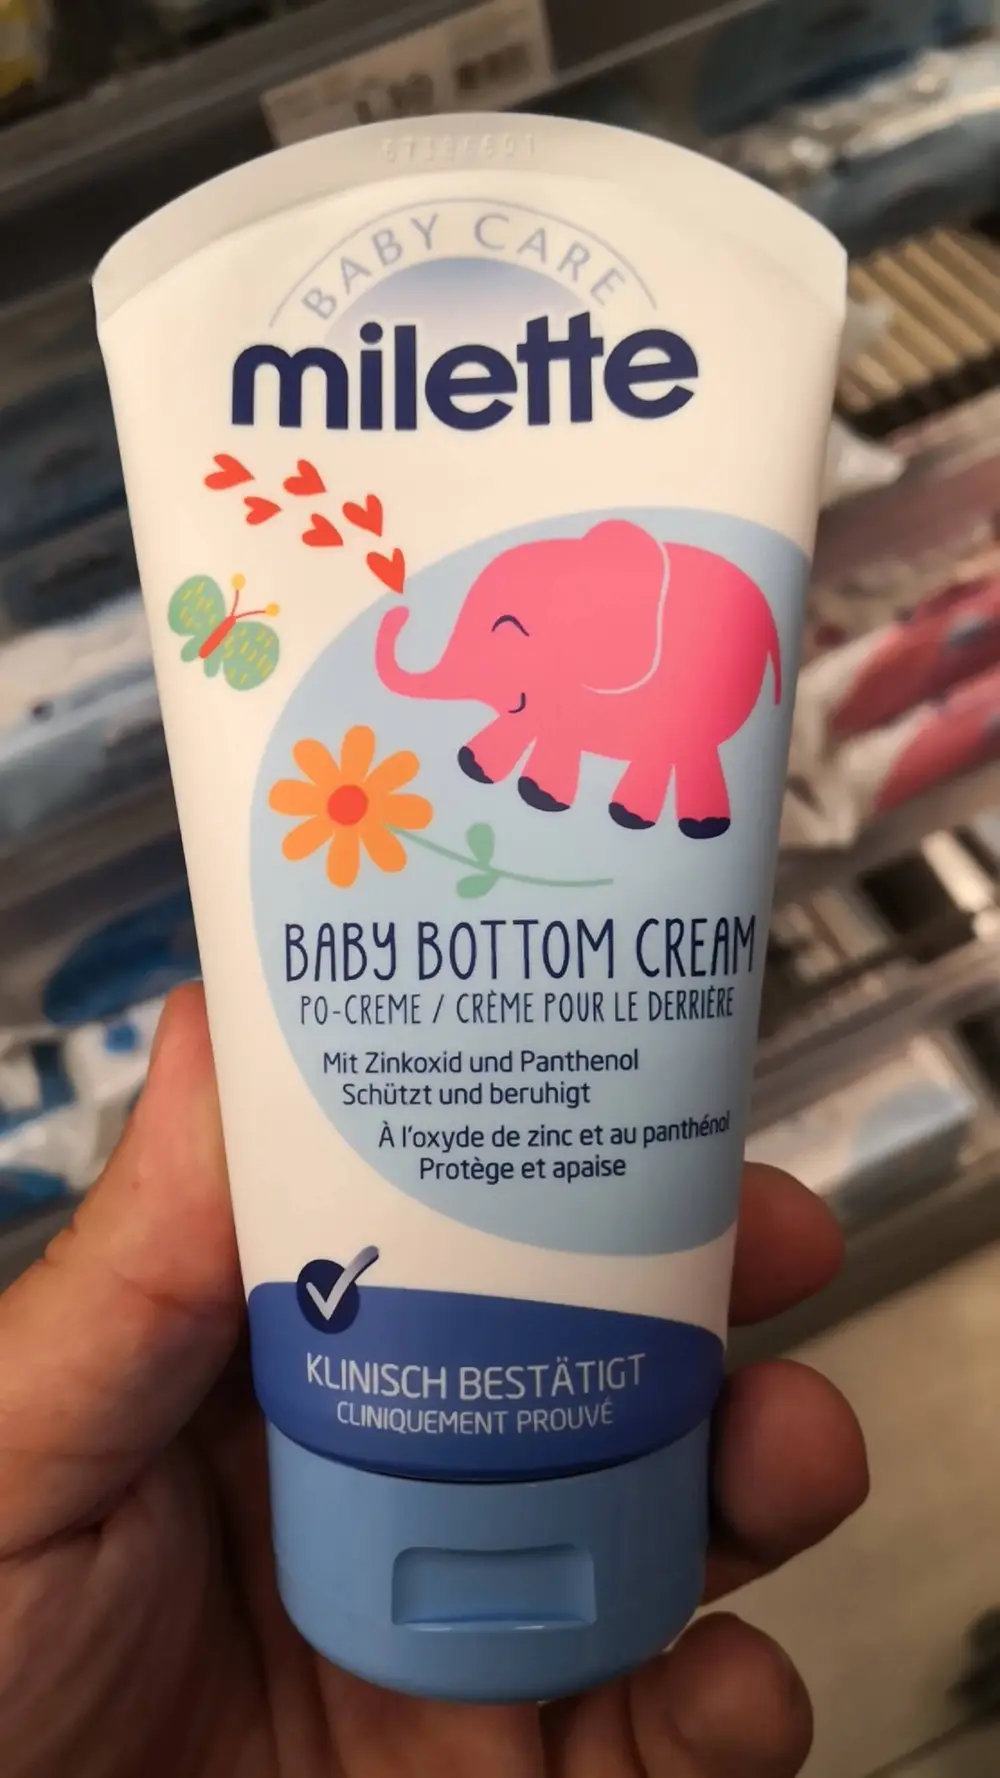 BABY CARE
milette
BABY BOTTOM CREAM
PO-CREME / CRÈME POUR LE DERRIÈRE
Mit Zinkoxid und Panthenol
Schützt und beruhigt
À l'oxyde de zinc et au panthénol
Protège et apaise
KLINISCH BESTÄTIGT
CLINIQUEMENT PROUVÉ